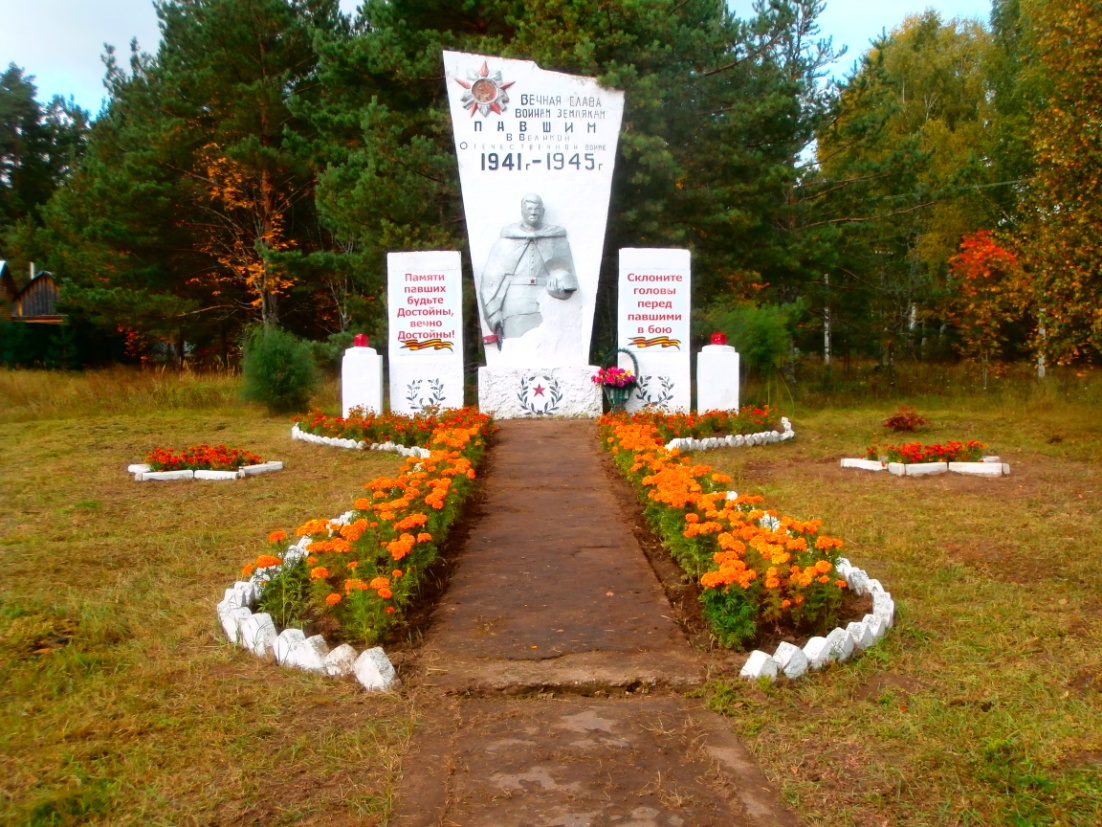 ВЕЧНАЯ СЛАВА
ВОИНАМ ЗЕМЛЯКАМ
ПАВШИМ
В ВЕЛИКОЙ
ОТЕЧЕСТВЕННОЙ ВОЙНЕ
1941г.-1945г.
Памяти
павших
будьте
Достойны,
вечно
Достойны!
Склоните
головы
перед
павшими
в бою